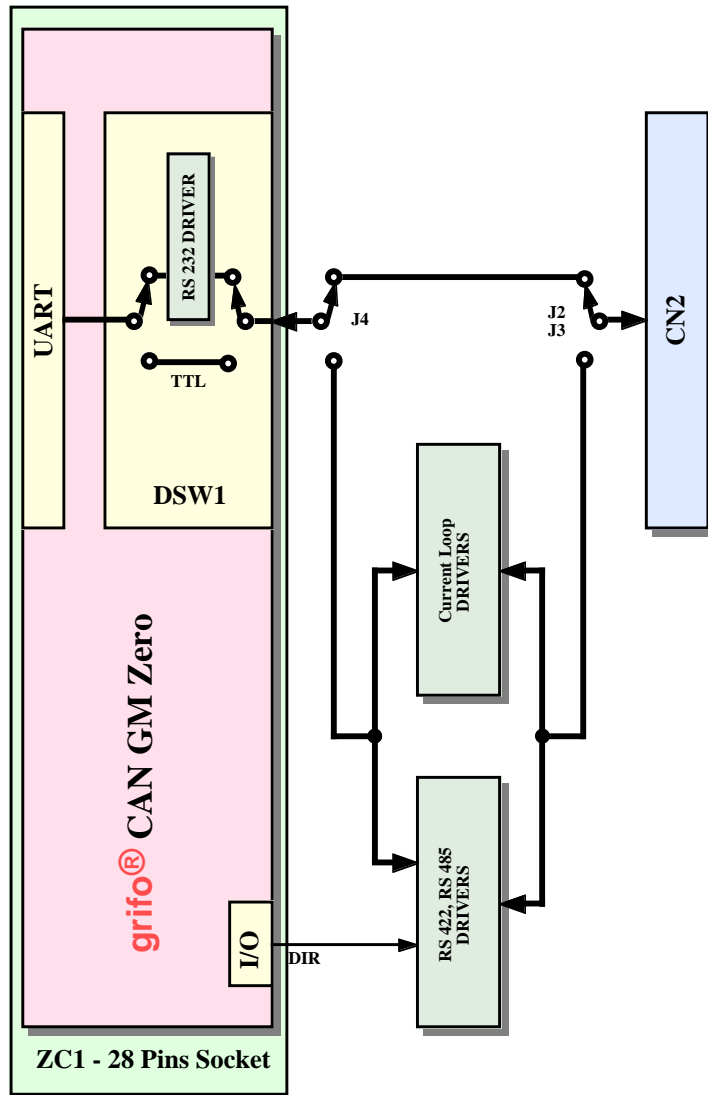 UART
RS 232 DRIVER
TTL
DSW1
J4
J2
J3
CN2
Current Loop
DRIVERS
grifo® CAN GM Zero
I/O
DIR
RS 422, RS 485
DRIVERS
ZC1 - 28 Pins Socket